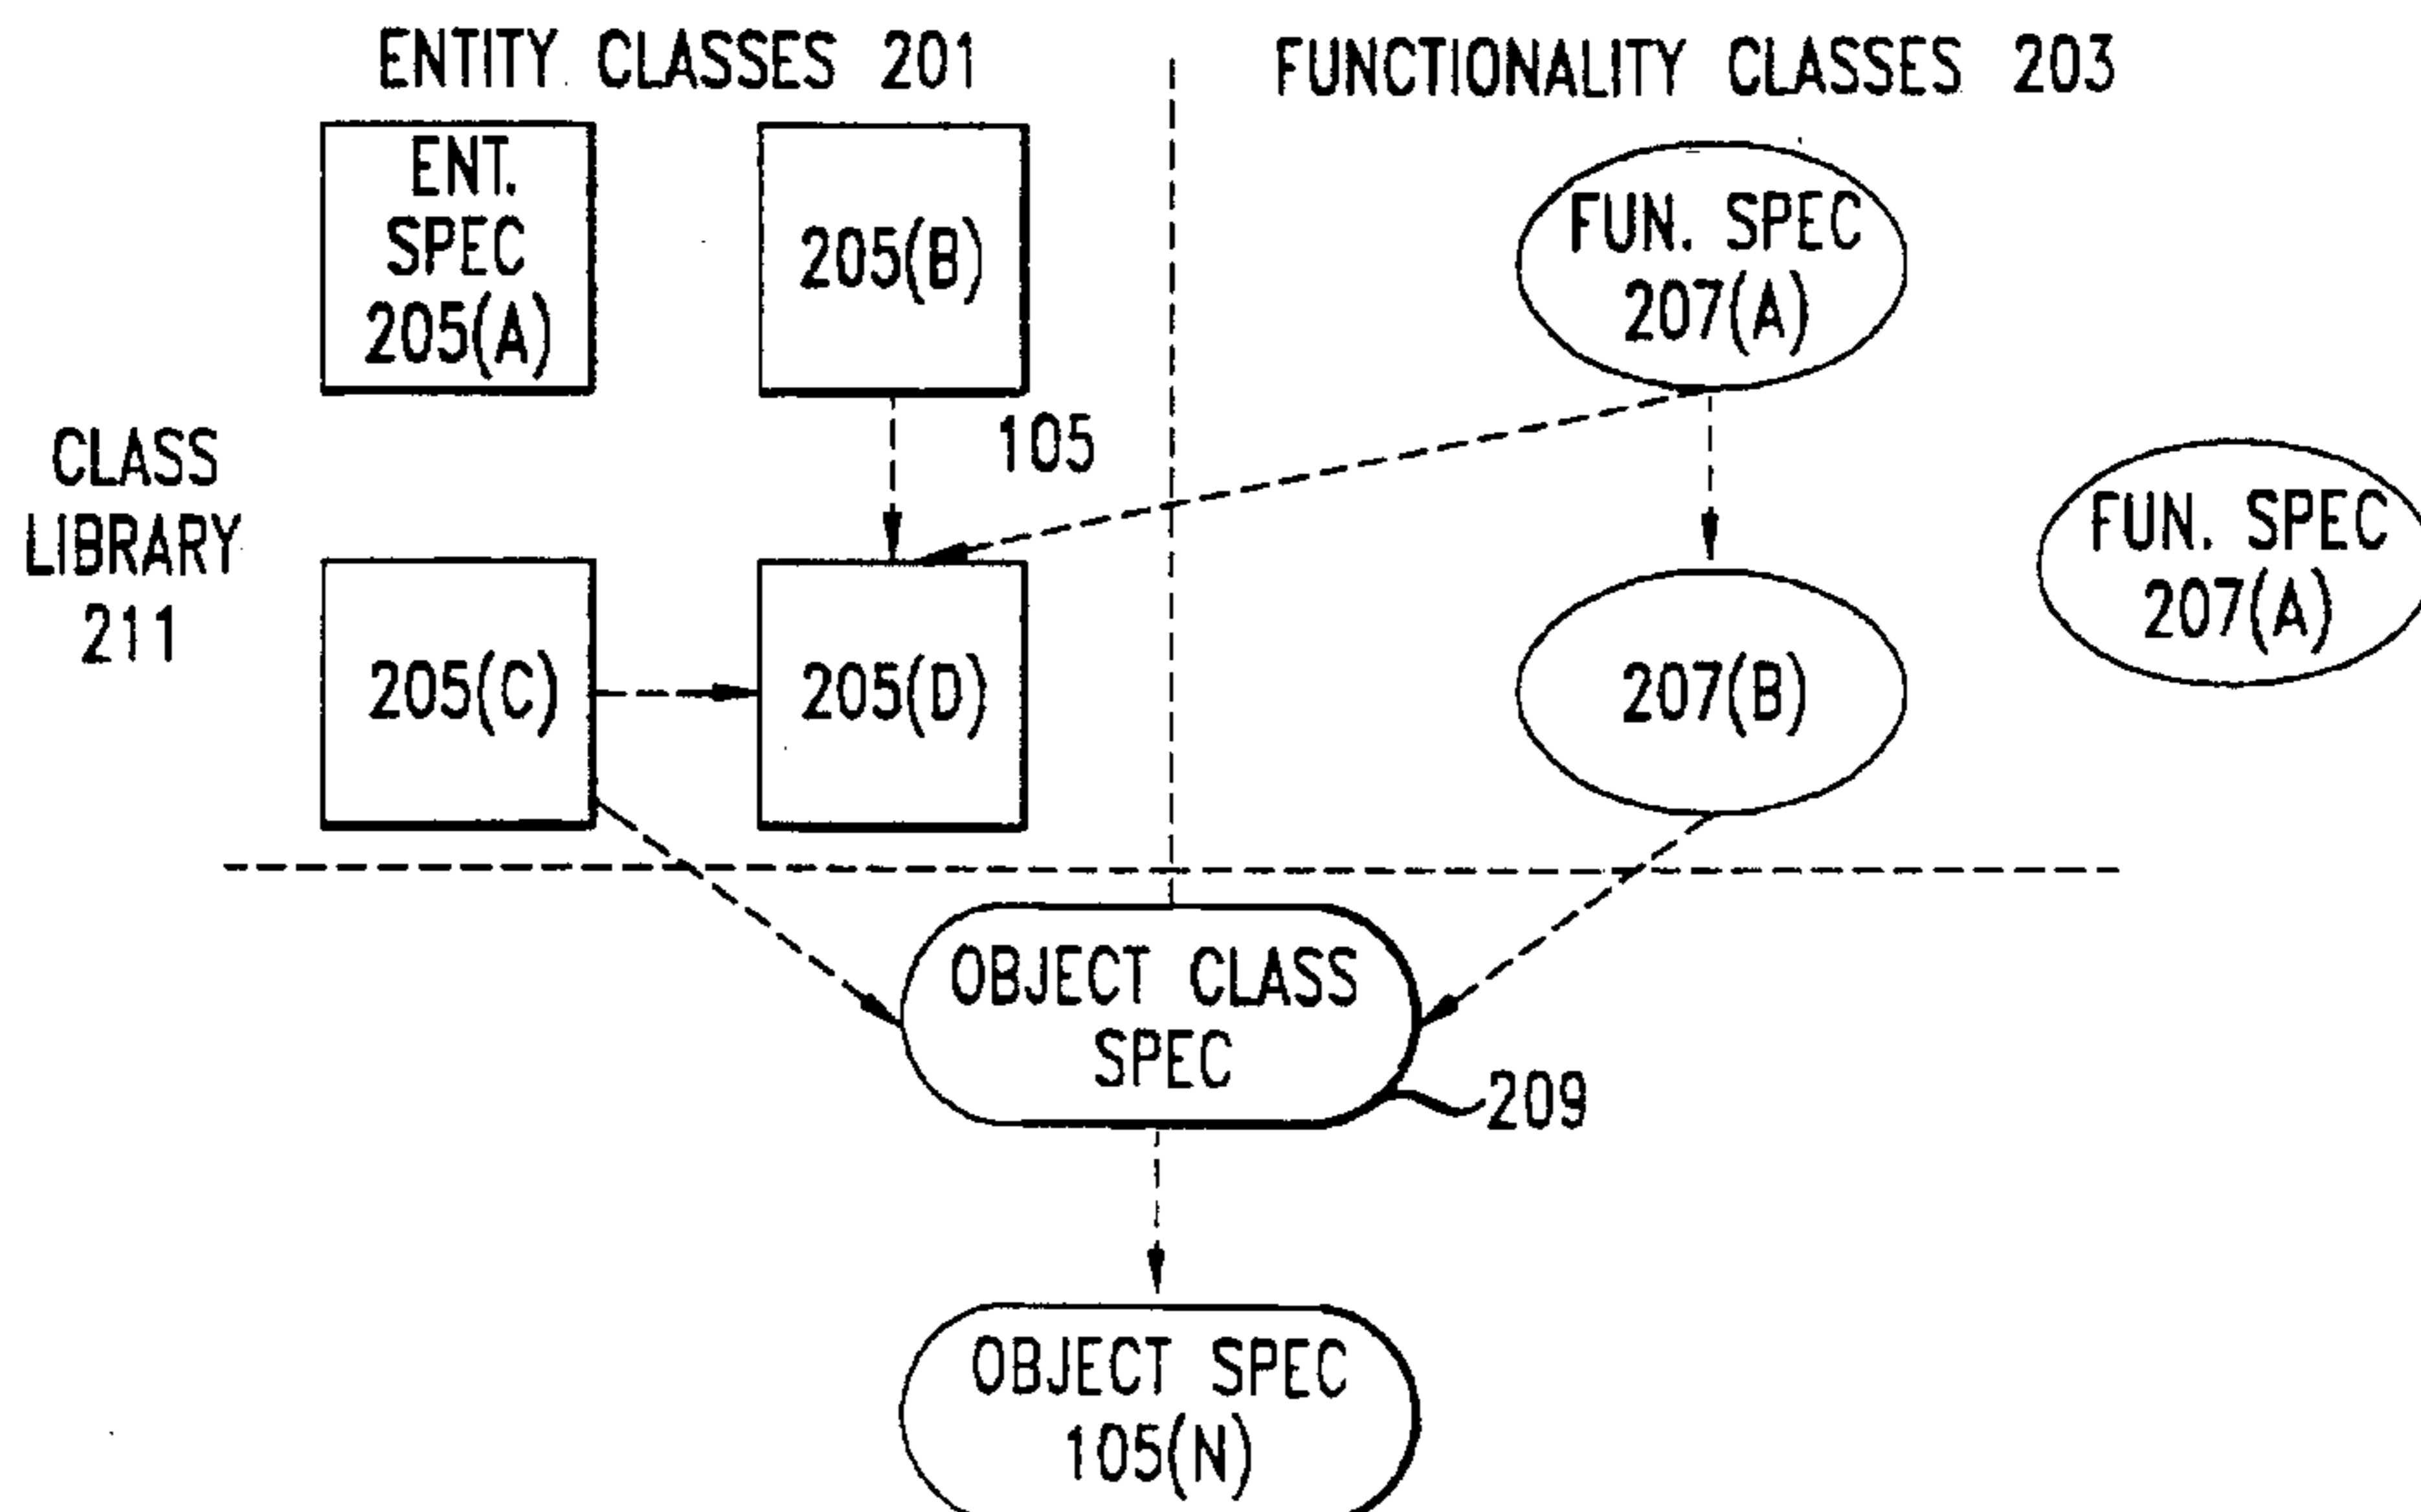 ENTITY CLASSES 201
FUNCTIONALITY CLASSES 203
ENT.
SPEC
205(A)
205(B)
FUN. SPEC
207(A)
105
CLASS
LIBRARY
211
FUN. SPEC
207(A)
205(C)
205(D)
207(B)
OBJECT CLASS
SPEC
209
OBJECT SPEC
105(N)